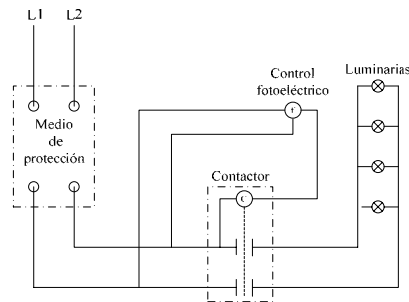 L1 L2
Control
fotoeléctrico
Luminarias
Medio
de
protección
f
Contactor
C